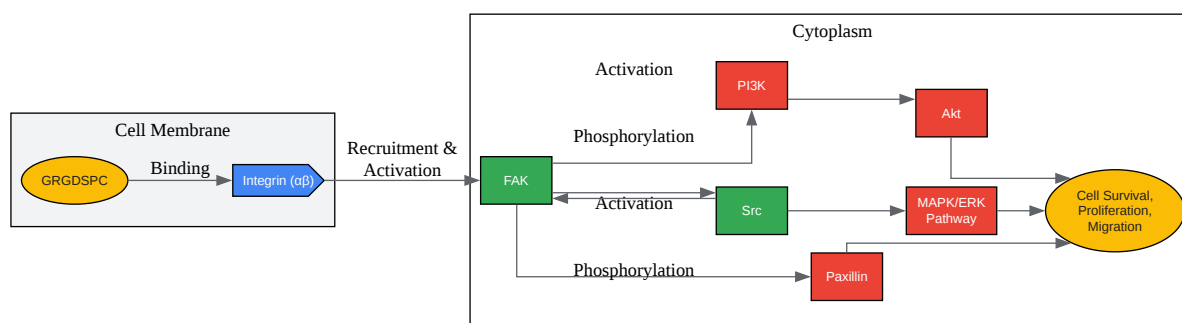 Cytoplasm
Activation
PI3K
Akt
Cell Membrane
Phosphorylation
Recruitment &
Activation
Binding
GRGDSPC
Integrin (αβ)
FAK
Activation
Src
MAPK/ERK
Pathway
Cell Survival,
Proliferation,
Migration
Phosphorylation
Paxillin